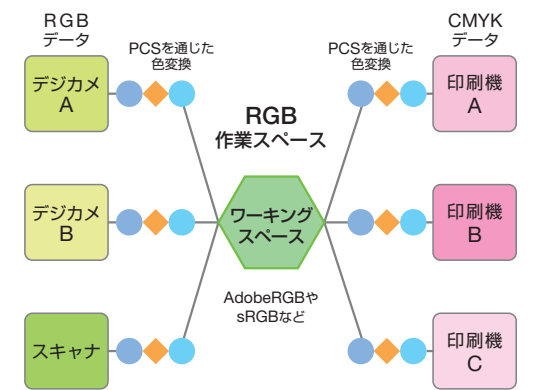 RGB
データ
PCSを通じた
色変換
デジカメ
A
デジカメ
B
スキャナ
RGB
作業スペース
ワーキング
スペース
AdobeRGBや
sRGBなど
PCSを通じた
色変換
CMYK
データ
印刷機
A
印刷機
B
印刷機
C